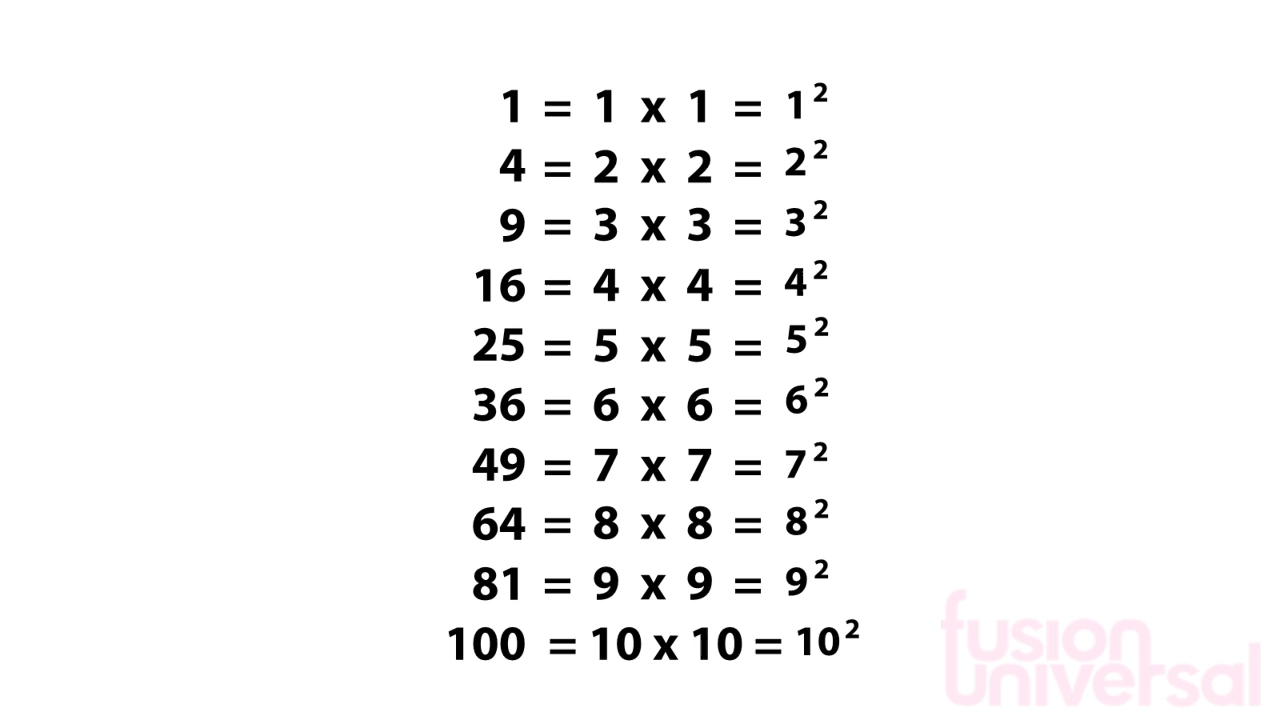 1 = 1 x 1 = 1²
4 = 2 x 2 = 2²
9 = 3 x 3 = 3²
16 = 4 x 4 = 4²
25 = 5 x 5 = 5²
36 = 6 x 6 = 6²
49 = 7 x 7 = 7²
64 = 8 x 8 = 8²
81 = 9 x 9 = 9²
100 = 10 x 10 = 10²
fusion
universal